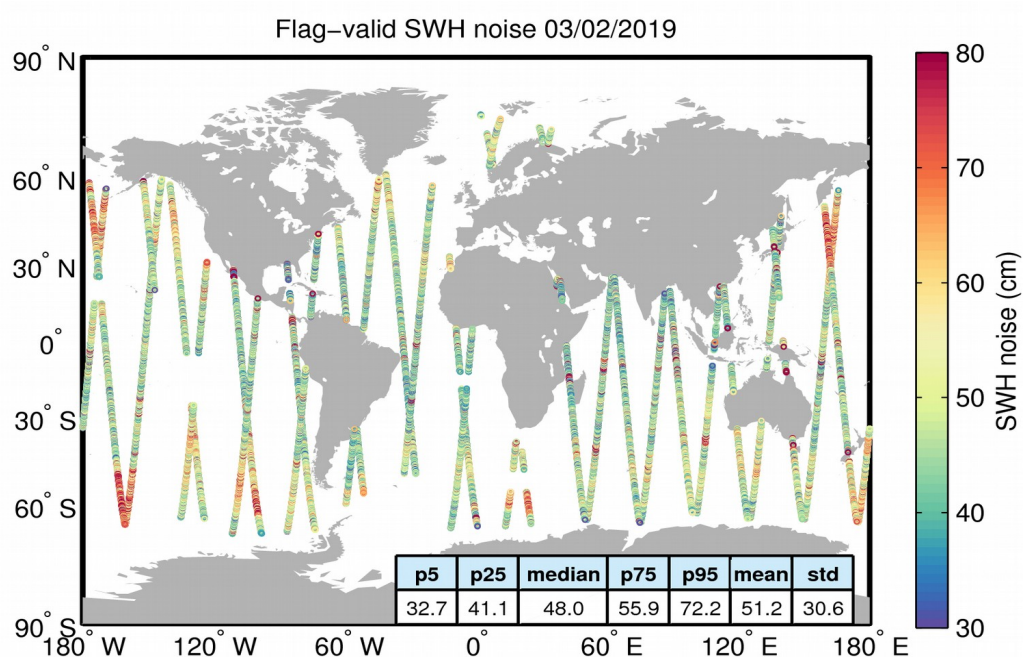 Flag−valid SWH noise 03/02/2019
90° N
60° N
30° N
0°
30° S
60° S
90° S
180° W
120° W
60° W
0°
60° E
120° E
180° E
80
70
60
50
40
30
SWH noise (cm)
p5 p25 median p75 p95 mean std
32.7 41.1 48.0 55.9 72.2 51.2 30.6